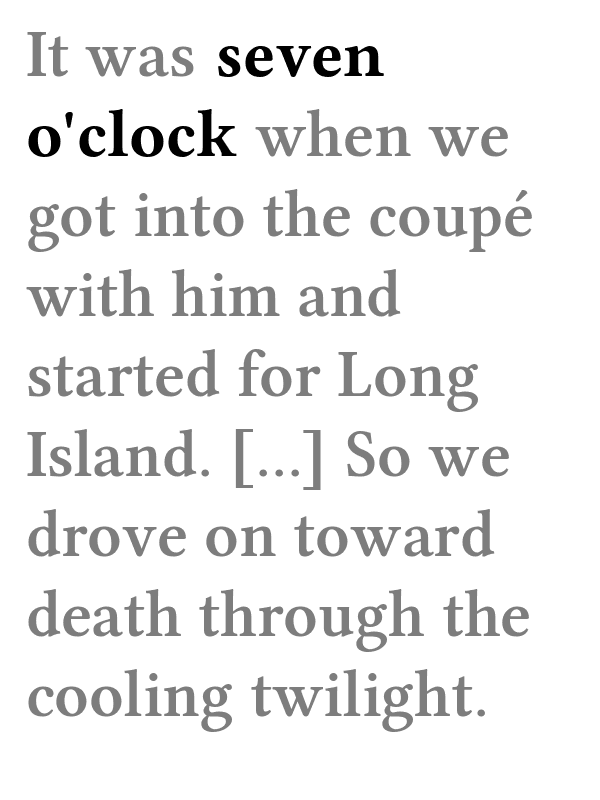 It was seven
o'clock when we
got into the coupé
with him and
started for Long
Island. […] So we
drove on toward
death through the
cooling twilight.